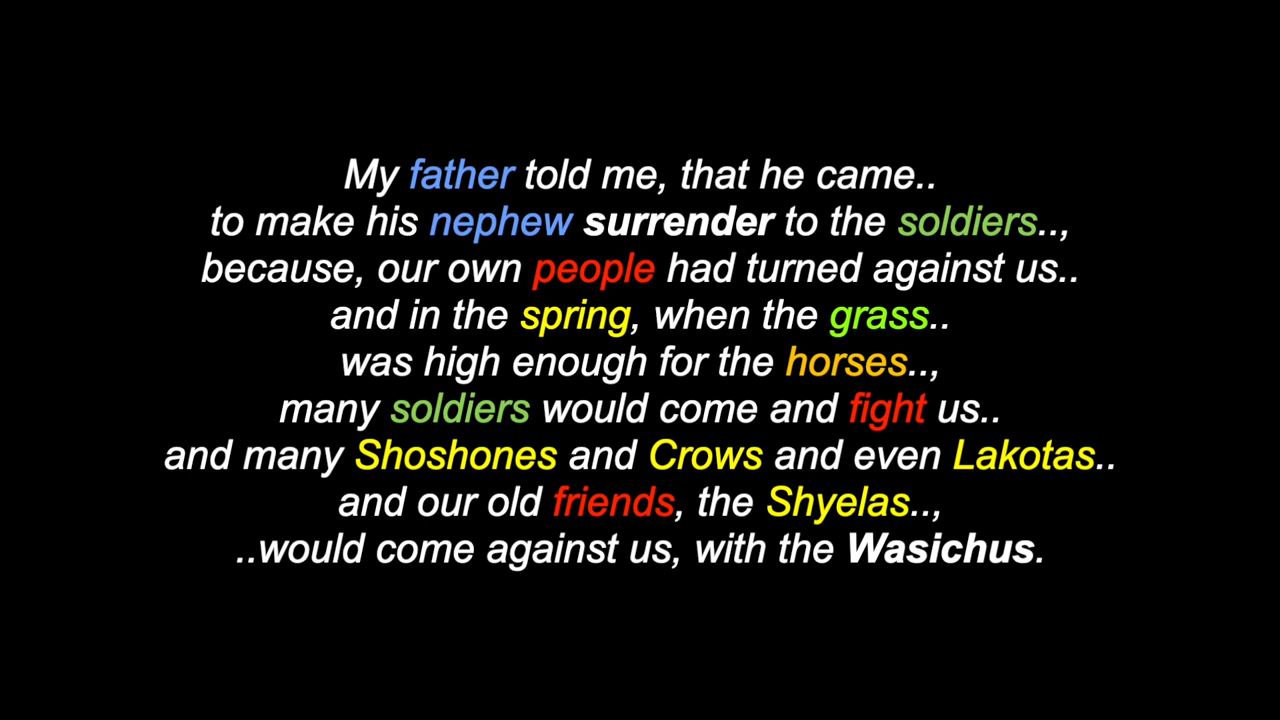 My father told me, that he came..
to make his nephew surrender to the soldiers..,
because, our own people had turned against us..
and in the spring, when the grass..
was high enough for the horses..,
many soldiers would come and fight us..
and many Shoshones and Crows and even Lakotas..
and our old friends, the Shyelas..,
..would come against us, with the Wasichus.